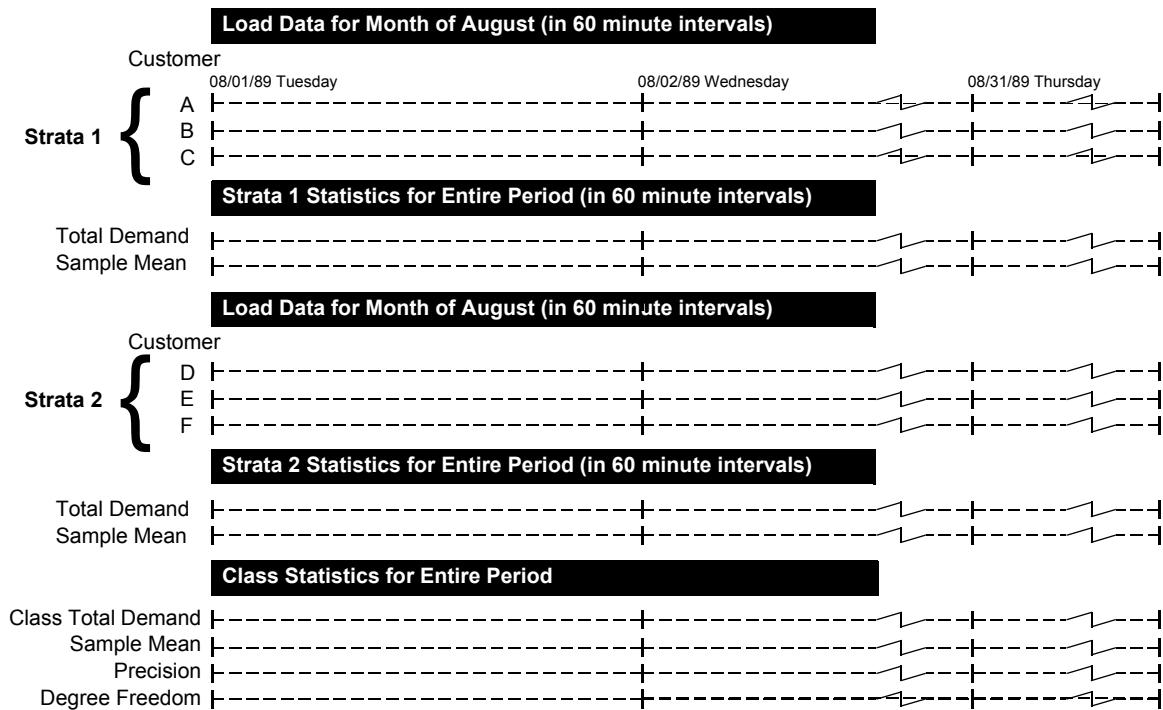 Load Data for Month of August (in 60 minute intervals)
Customer
08/01/89 Tuesday 08/02/89 Wednesday 08/31/89 Thursday
A
B
Strata 1
C
Strata 1 Statistics for Entire Period (in 60 minute intervals)
Total Demand
Sample Mean
Load Data for Month of August (in 60 minute intervals)
Customer
D
E
Strata 2
F
Strata 2 Statistics for Entire Period (in 60 minute intervals)
Total Demand
Sample Mean
Class Statistics for Entire Period
Class Total Demand
Sample Mean
Precision
Degree Freedom